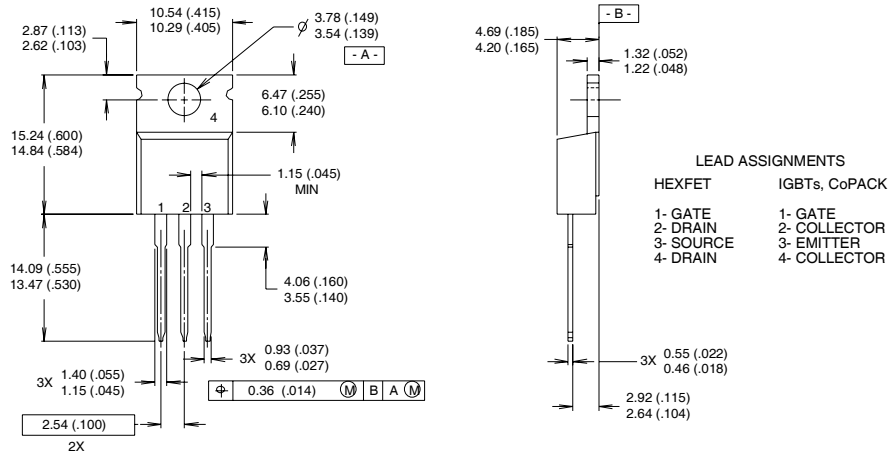 10.54 (.415)
10.29 (.405)
2.87 (.113)
2.62 (.103)
ø 3.78 (.149)
3.54 (.139)
- A -
4
6.47 (.255)
6.10 (.240)
15.24 (.600)
14.84 (.584)
1.15 (.045)
MIN
1 2 3
14.09 (.555)
13.47 (.530)
4.06 (.160)
3.55 (.140)
3X 0.93 (.037)
0.69 (.027)
3X 1.40 (.055)
1.15 (.045)
⌖ 0.36 (.014) Ⓜ B A Ⓜ
2.54 (.100)
2X
- B -
4.69 (.185)
4.20 (.165)
1.32 (.052)
1.22 (.048)
3X 0.55 (.022)
0.46 (.018)
2.92 (.115)
2.64 (.104)
LEAD ASSIGNMENTS
HEXFET IGBTs, CoPACK
1- GATE 1- GATE
2- DRAIN 2- COLLECTOR
3- SOURCE 3- EMITTER
4- DRAIN 4- COLLECTOR